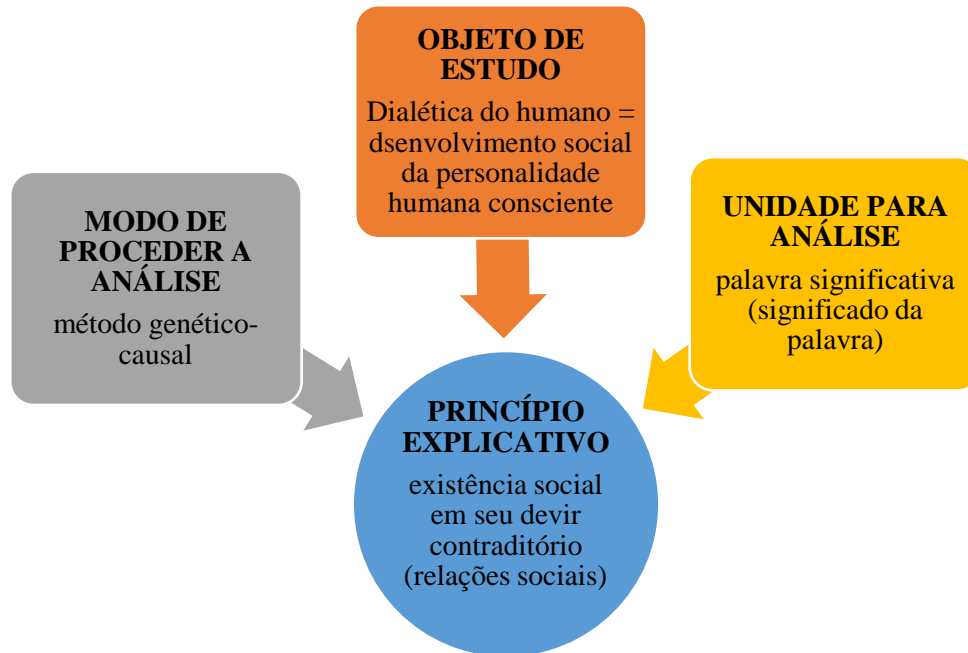 OBJETO DE
ESTUDO
Dialética do humano =
dsenvolvimento social
da personalidade
humana consciente
MODO DE
PROCEDER A
ANÁLISE
método genético-
causal
UNIDADE PARA
ANÁLISE
palavra significativa
(significado da
palavra)
PRINCÍPIO
EXPLICATIVO
existência social
em seu devir
contraditório
(relações sociais)